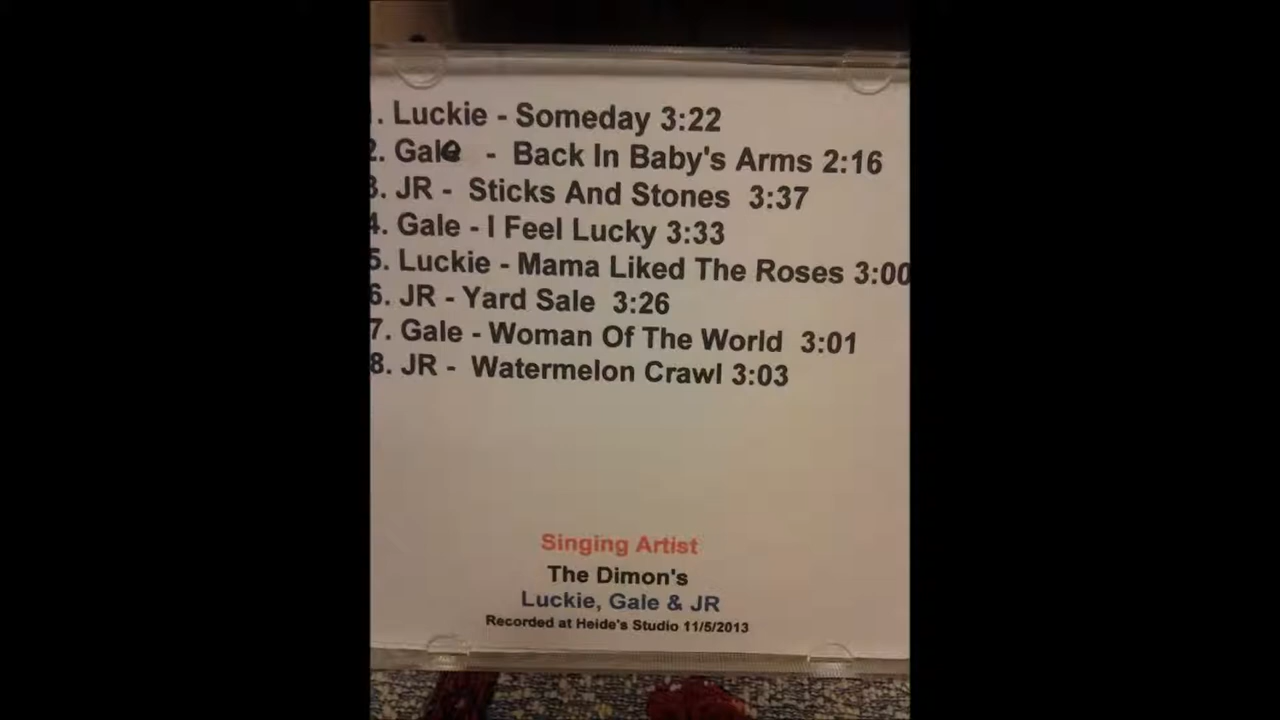 1. Luckie - Someday 3:22
2. Gale - Back In Baby's Arms 2:16
3. JR - Sticks And Stones 3:37
4. Gale - I Feel Lucky 3:33
5. Luckie - Mama Liked The Roses 3:00
6. JR - Yard Sale 3:26
7. Gale - Woman Of The World 3:01
8. JR - Watermelon Crawl 3:03
Singing Artist
The Dimon's
Luckie, Gale & JR
Recorded at Heide's Studio 11/5/2013